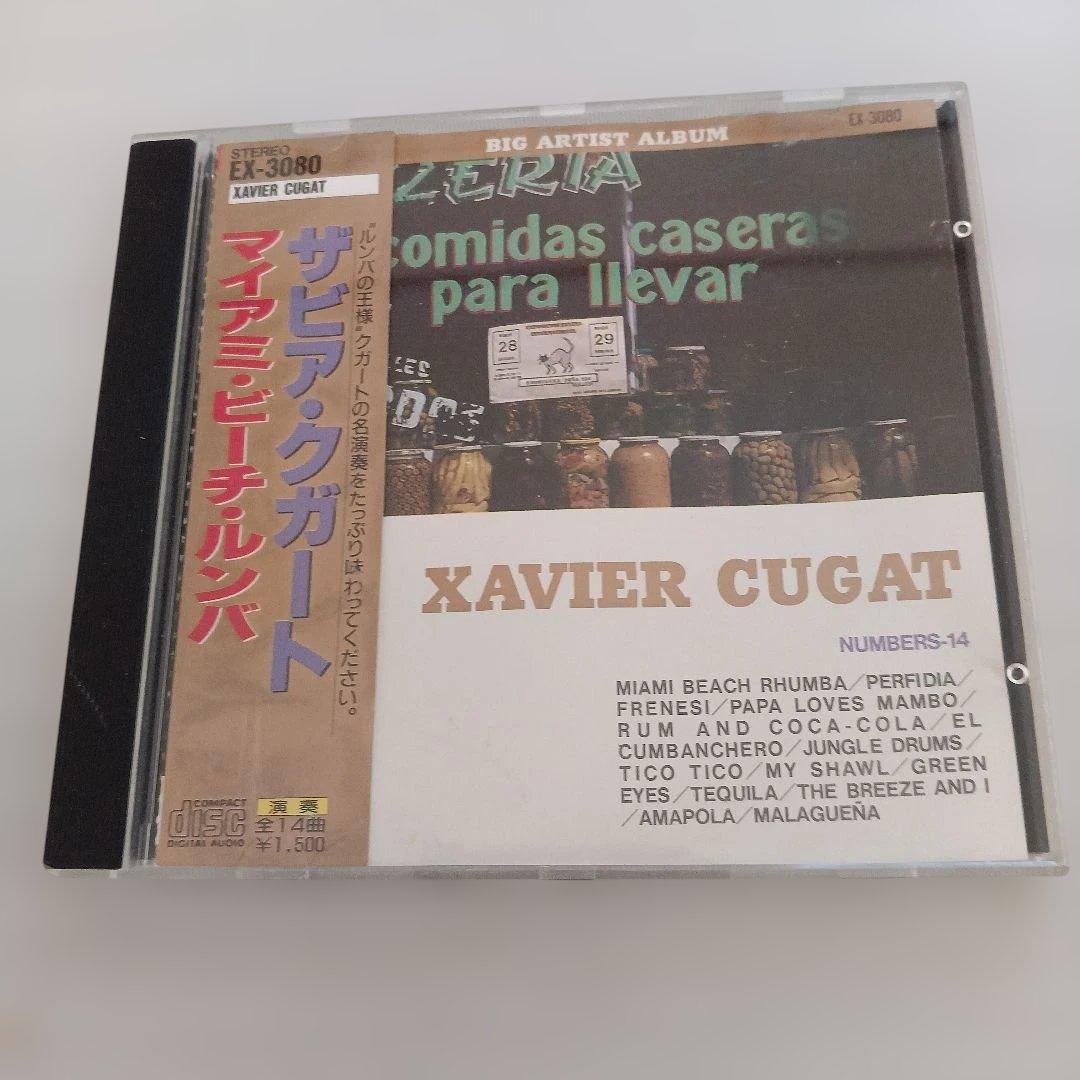 STEREO
EX-3080
XAVIER CUGAT
"ルンバの王様"クガートの名演奏をたっぷり味わってください。
ザビア・クガート
マイアミ・ビーチ・ルンバ
COMPACT
disc
DIGITAL AUDIO
演奏
全14曲
¥1,500
BIG ARTIST ALBUM
EX-3080
ZERIA
comidas caseras
para llevar
28
29
XAVIER CUGAT
NUMBERS-14
MIAMI BEACH RHUMBA/PERFIDIA/
FRENESI/PAPA LOVES MAMBO/
RUM AND COCA-COLA/EL
CUMBANCHERO/JUNGLE DRUMS/
TICO TICO/MY SHAWL/GREEN
EYES/TEQUILA/THE BREEZE AND I
/AMAPOLA/MALAGUEÑA